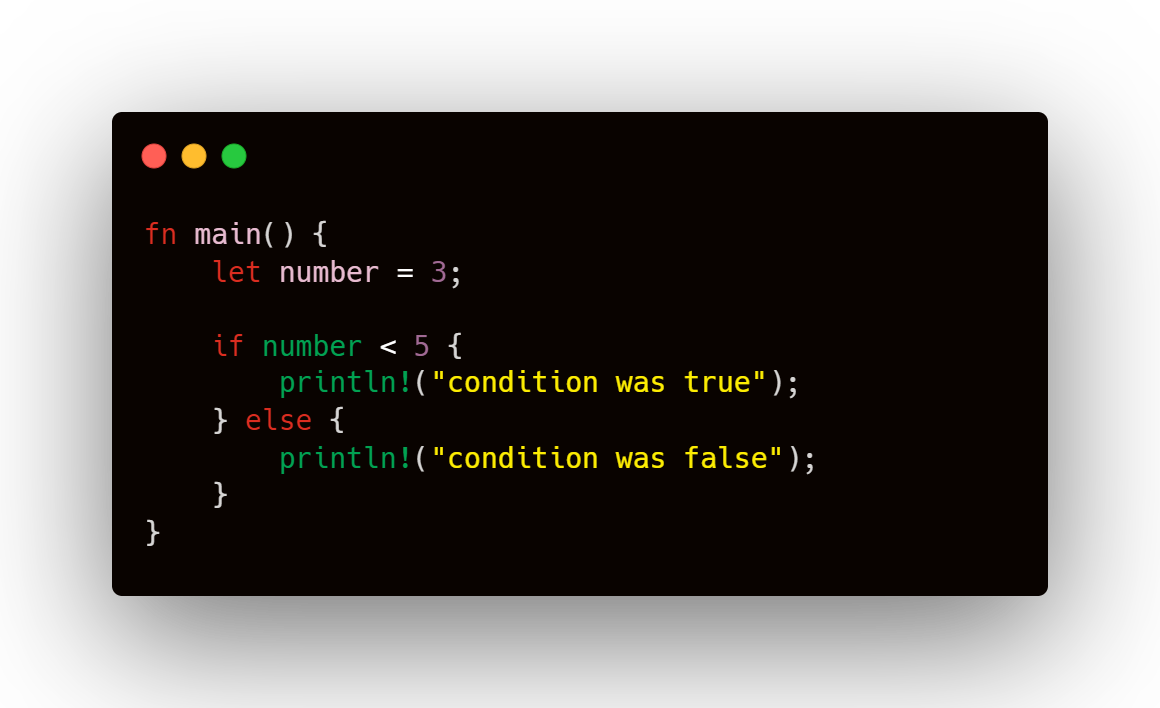 fn main() {
    let number = 3;

    if number < 5 {
        println!("condition was true");
    } else {
        println!("condition was false");
    }
}